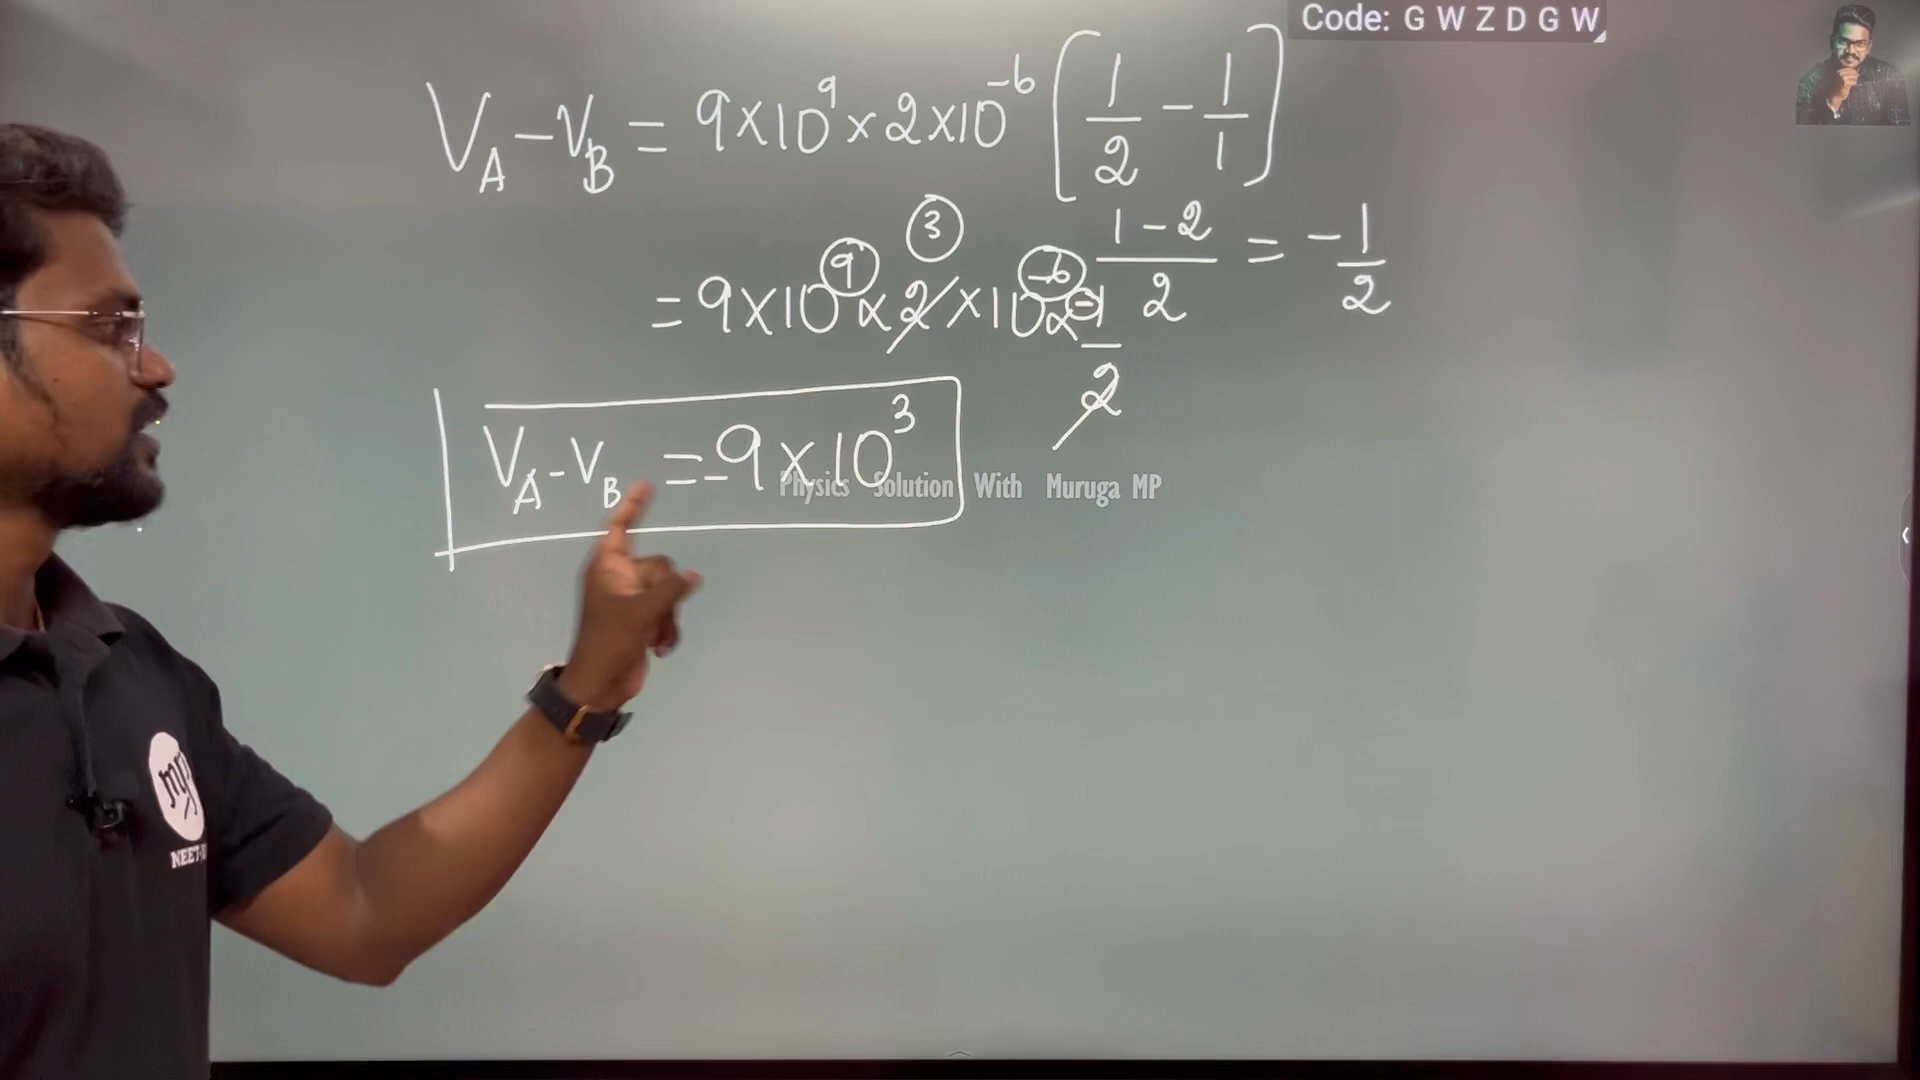 Code: G W Z D G W
V_A - V_B = 9×10^9 × 2×10^-6 [1/2 - 1/1]
(1-2)/2 = -1/2
= 9×10^9 × 2 × 10^-6 × -1/2
3
V_A - V_B = -9×10^3
Physics Solution With Muruga MP
mp